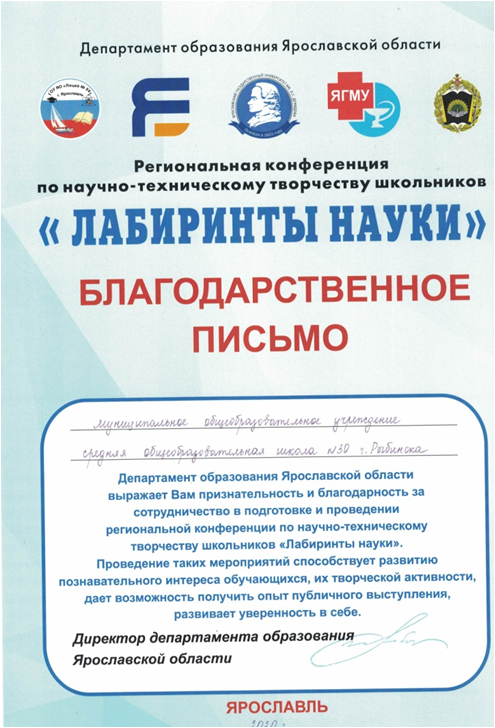 Департамент образования Ярославской области
ЯГМУ
Региональная конференция
по научно-техническому творчеству школьников
« ЛАБИРИНТЫ НАУКИ»
БЛАГОДАРСТВЕННОЕ
ПИСЬМО
муниципальное общеобразовательное учреждение
средняя общеобразовательная школа №30 г. Рыбинска
Департамент образования Ярославской области
выражает Вам признательность и благодарность за
сотрудничество в подготовке и проведении
региональной конференции по научно-техническому
творчеству школьников «Лабиринты науки».
Проведение таких мероприятий способствует развитию
познавательного интереса обучающихся, их творческой активности,
дает возможность получить опыт публичного выступления,
развивает уверенность в себе.
Директор департамента образования
Ярославской области
ЯРОСЛАВЛЬ
2020 г.